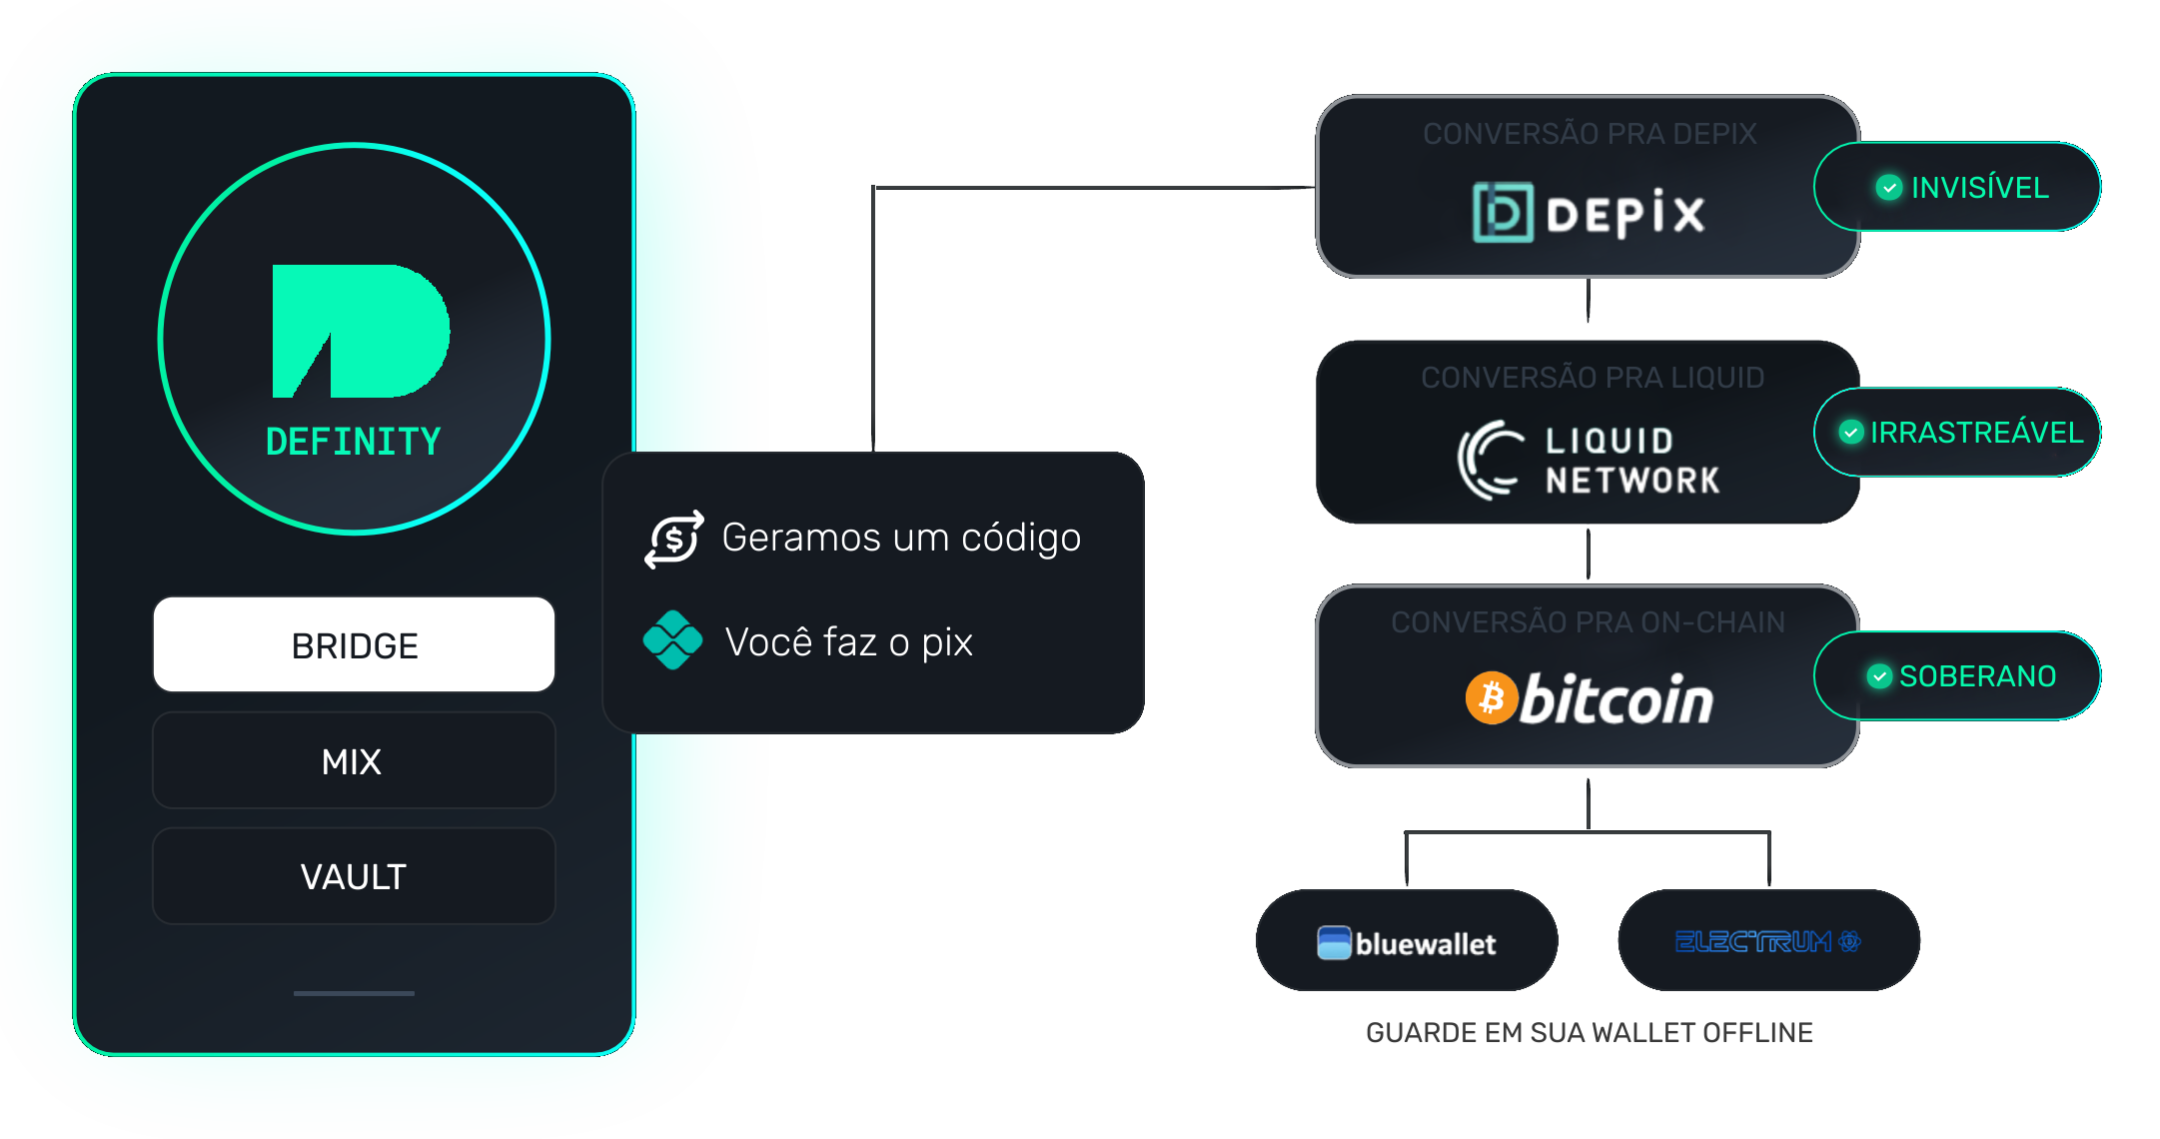 DEFINITY
BRIDGE
MIX
VAULT
Geramos um código
Você faz o pix
CONVERSÃO PRA DEPIX
DEPIX
INVISÍVEL
CONVERSÃO PRA LIQUID
LIQUID
NETWORK
IRRASTREÁVEL
CONVERSÃO PRA ON-CHAIN
bitcoin
SOBERANO
bluewallet
ELECTRUM
GUARDE EM SUA WALLET OFFLINE